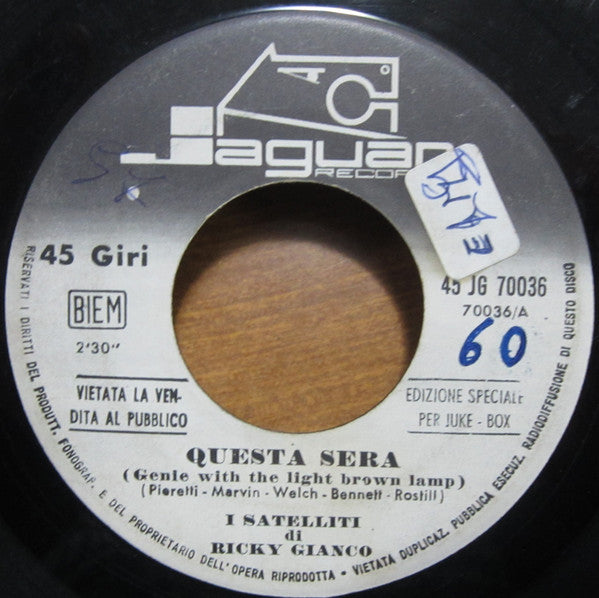 Jaguar
RECORDS
45 Giri
BIEM
2'30"
VIETATA LA VEN-
DITA AL PUBBLICO
45 JG 70036
70036/A
60
EDIZIONE SPECIALE
PER JUKE - BOX
QUESTA SERA
(Genie with the light brown lamp)
(Pieretti - Marvin - Welch - Bennett - Rostill)
I SATELLITI
di
RICKY GIANCO
RISERVATI I DIRITTI DEL PRODUTT. FONOGRAF. E DEL PROPRIETARIO DELL'OPERA RIPRODOTTA - VIETATA DUPLICAZ. PUBBLICA ESECUZ. RADIODIFFUSIONE DI QUESTO DISCO